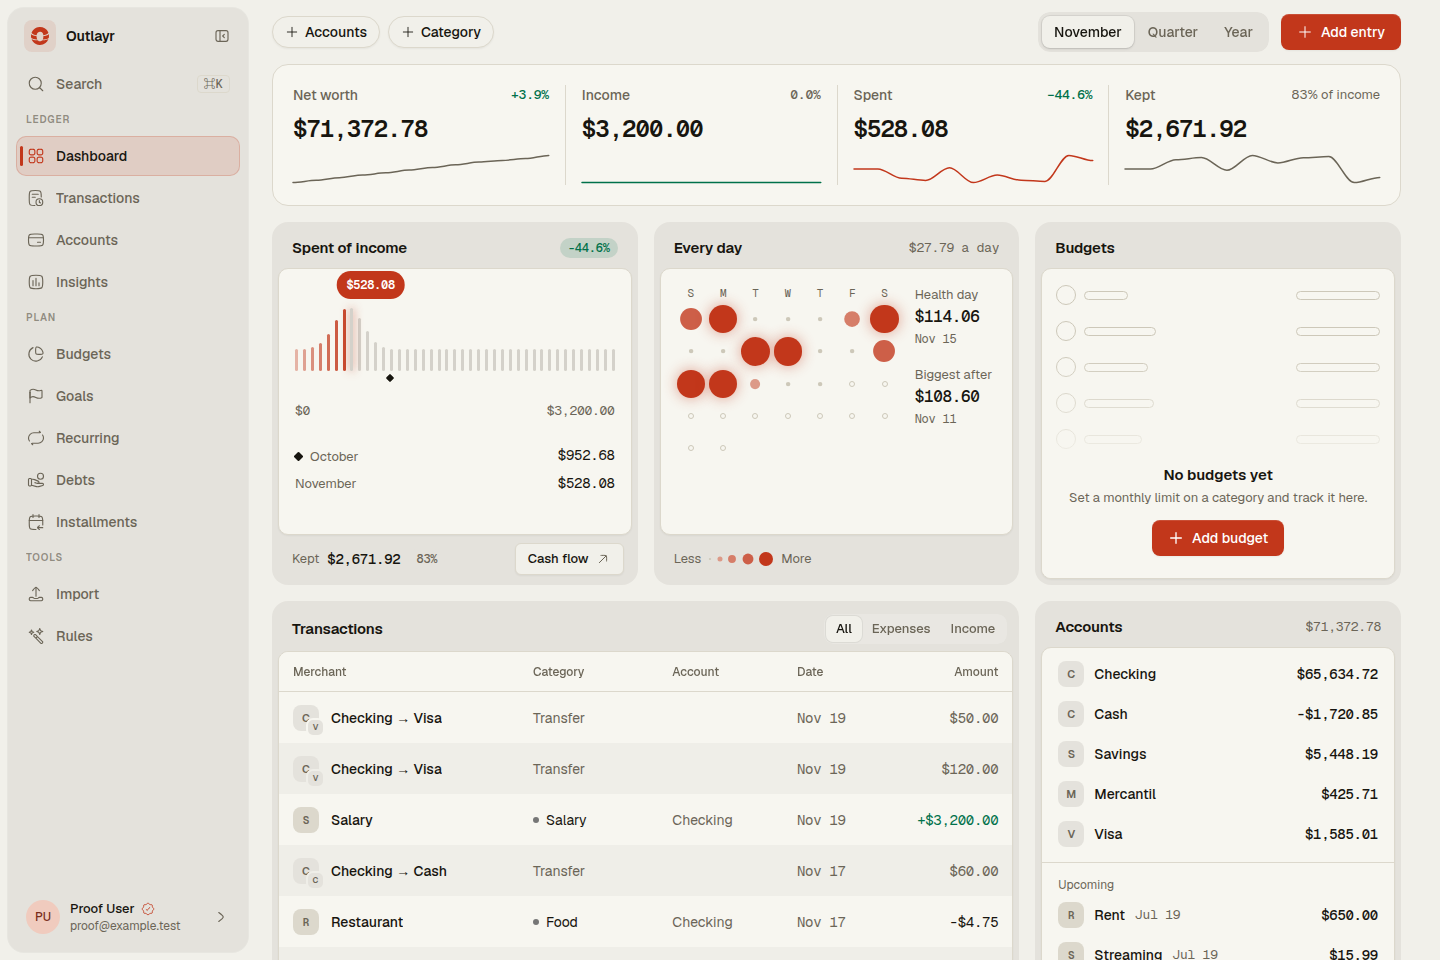 Outlayr
Search ⌘K
LEDGER
Dashboard
Transactions
Accounts
Insights
PLAN
Budgets
Goals
Recurring
Debts
Installments
TOOLS
Import
Rules
PU
Proof User
proof@example.test
+ Accounts
+ Category
November Quarter Year
+ Add entry
Net worth +3.9%
$71,372.78
Income 0.0%
$3,200.00
Spent -44.6%
$528.08
Kept 83% of income
$2,671.92
Spent of income -44.6%
$528.08
$0 $3,200.00
October $952.68
November $528.08
Kept $2,671.92 83%
Cash flow ↗
Every day $27.79 a day
S M T W T F S
Health day
$114.06
Nov 15
Biggest after
$108.60
Nov 11
Less More
Budgets
No budgets yet
Set a monthly limit on a category and track it here.
+ Add budget
Transactions All Expenses Income
Merchant Category Account Date Amount
C V Checking → Visa Transfer Nov 19 $50.00
C V Checking → Visa Transfer Nov 19 $120.00
S Salary Salary Checking Nov 19 +$3,200.00
C C Checking → Cash Transfer Nov 17 $60.00
R Restaurant Food Checking Nov 17 -$4.75
Accounts $71,372.78
C Checking $65,634.72
C Cash -$1,720.85
S Savings $5,448.19
M Mercantil $425.71
V Visa $1,585.01
Upcoming
R Rent Jul 19 $650.00
S Streaming Jul 19 $15.99